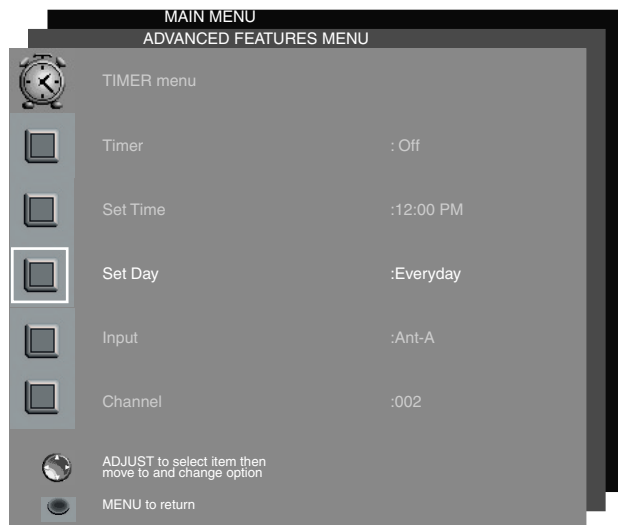 MAIN MENU
ADVANCED FEATURES MENU
TIMER menu
Timer : Off
Set Time :12:00 PM
Set Day :Everyday
Input :Ant-A
Channel :002
ADJUST to select item then
move to and change option
MENU to return